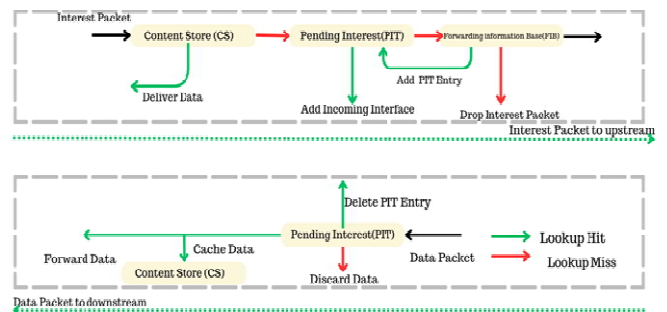 Interest Packet
Content Store (CS)
Pending Interest(PIT)
Forwarding information Base(FIB)
Add PIT Entry
Deliver Data
Add Incoming Interface
Drop Interest Packet
Interest Packet to upstream
Delete PIT Entry
Pending Interest(PIT)
Cache Data
Forward Data
Content Store (CS)
Discard Data
Data Packet
Lookup Hit
Lookup Miss
Data Packet to downstream